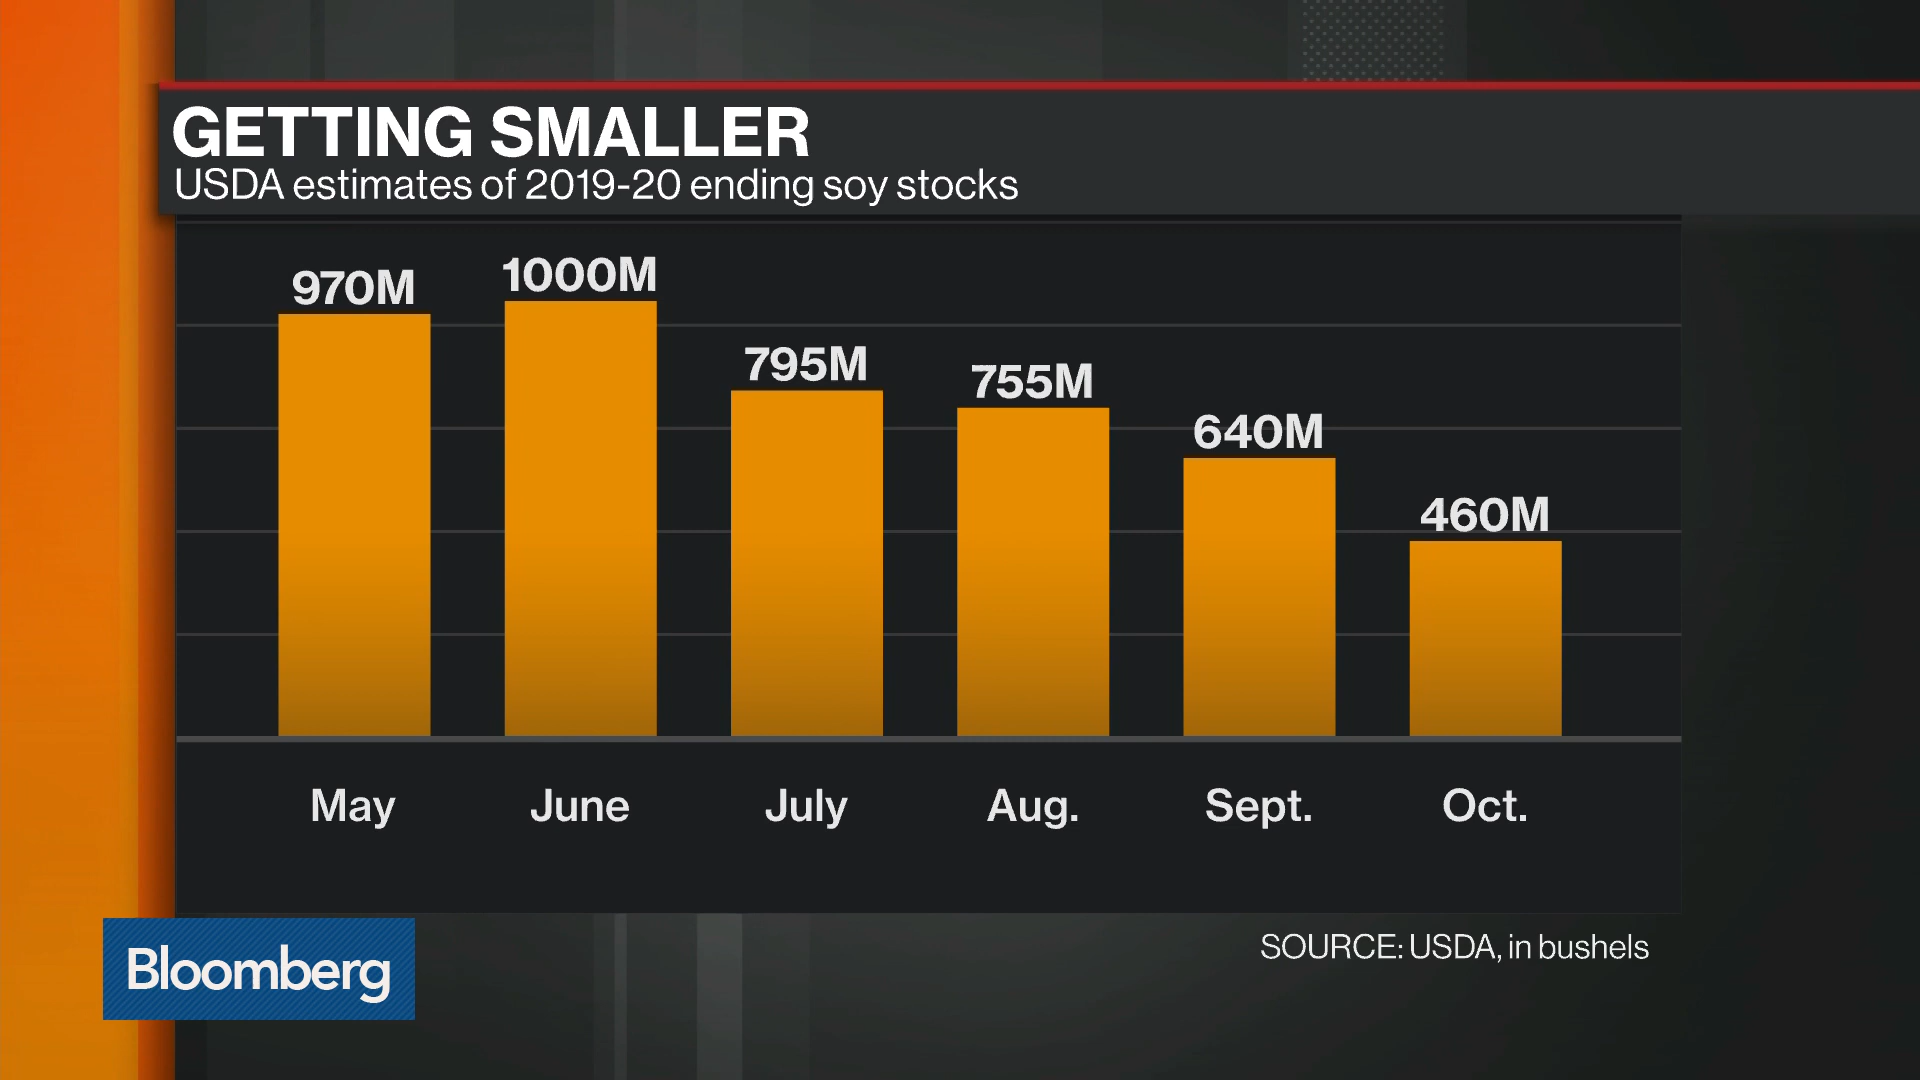 GETTING SMALLER
USDA estimates of 2019-20 ending soy stocks
970M
1000M
795M
755M
640M
460M
May
June
July
Aug.
Sept.
Oct.
Bloomberg
SOURCE: USDA, in bushels